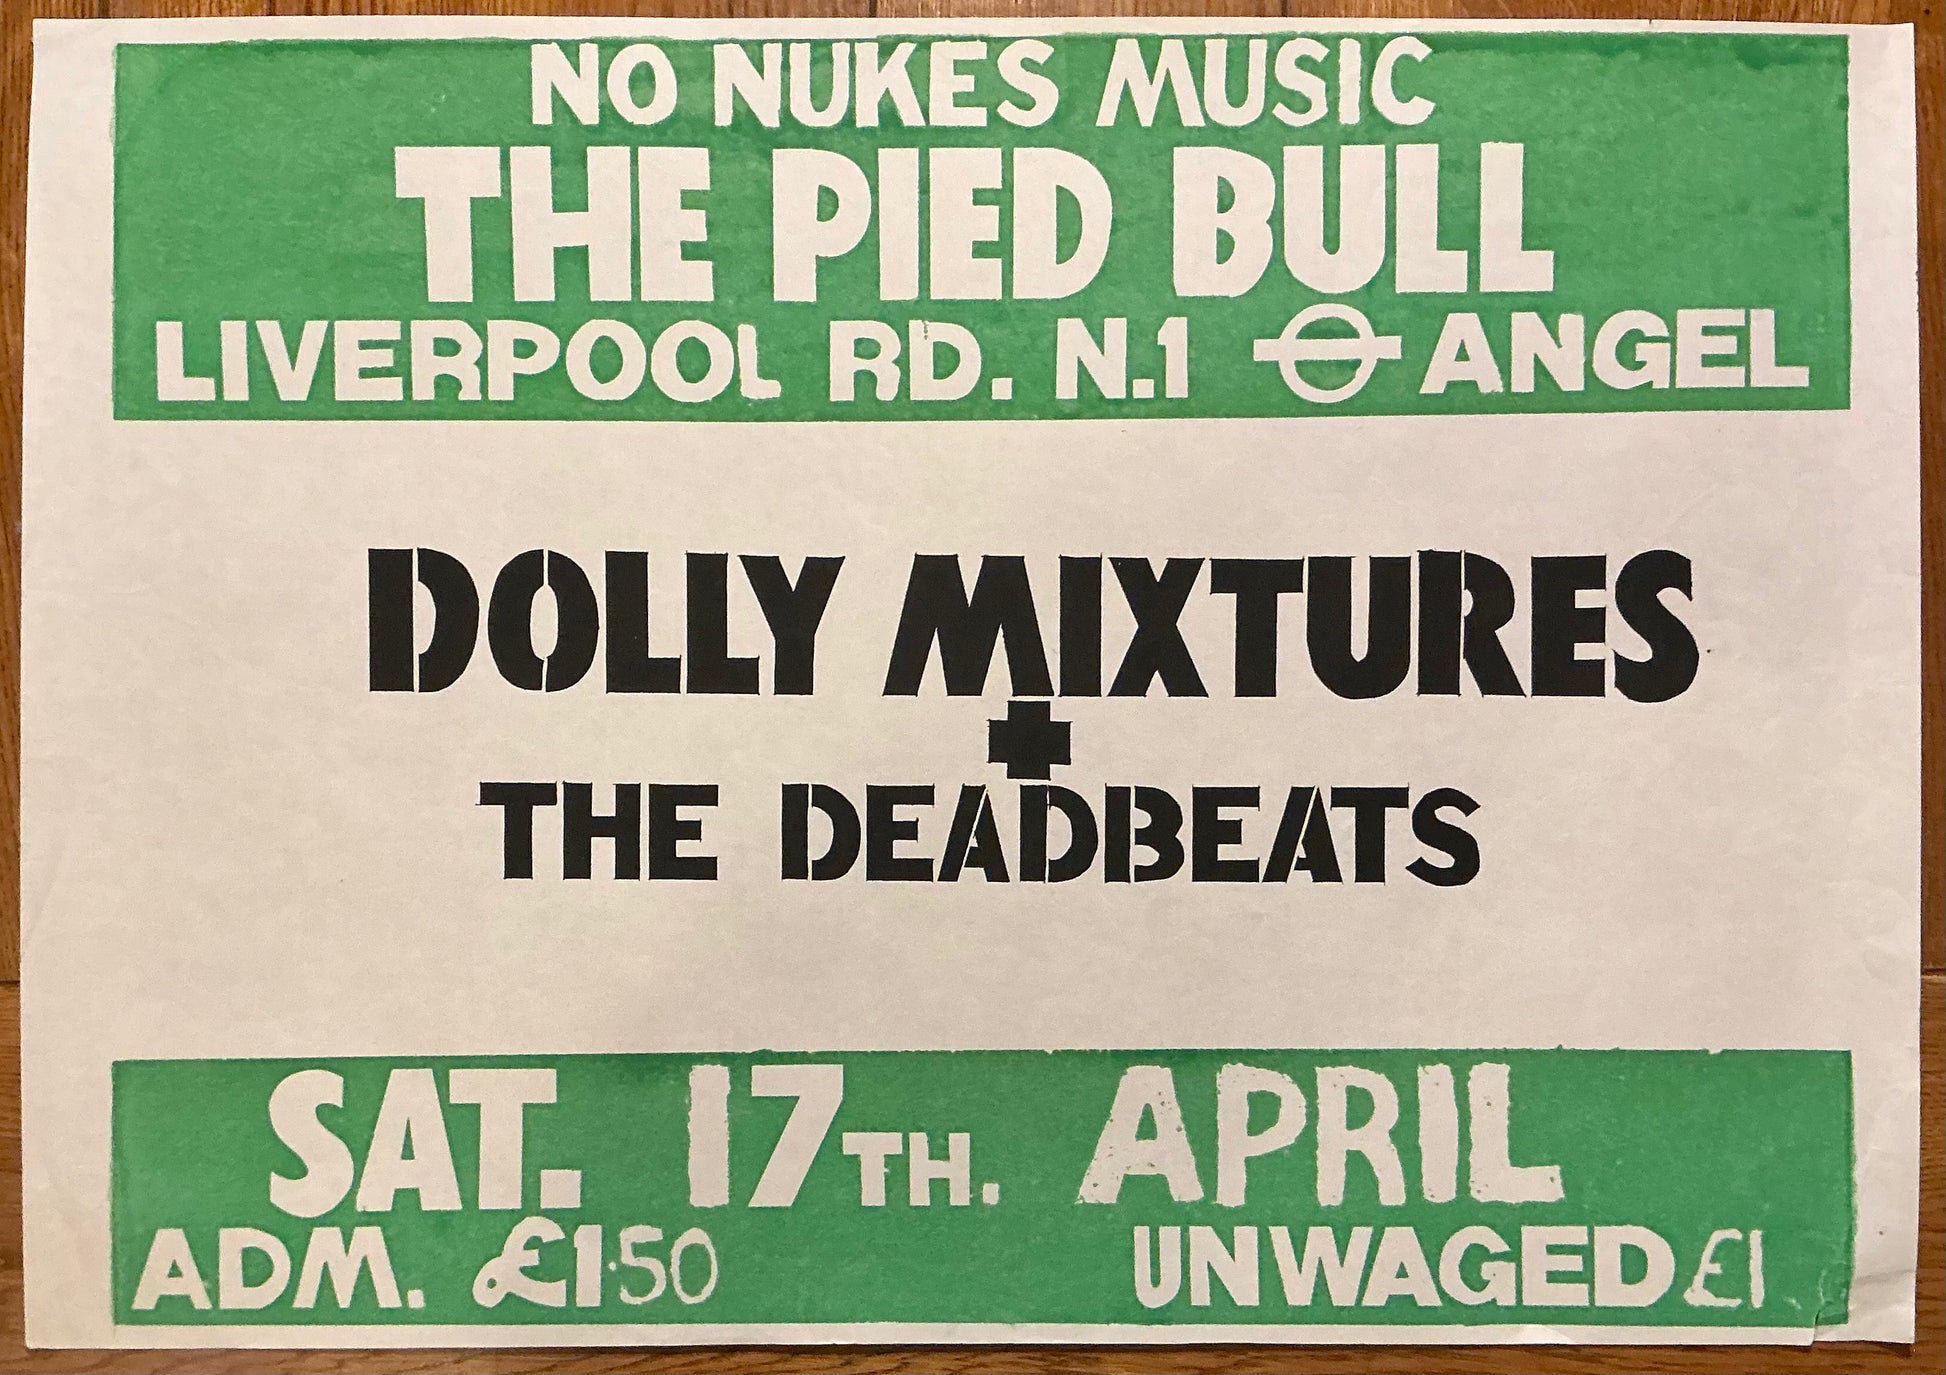 NO NUKES MUSIC
THE PIED BULL
LIVERPOOL RD. N.1 ANGEL
DOLLY MIXTURES
+
THE DEADBEATS
SAT. 17TH. APRIL
ADM. £1·50 UNWAGED £1